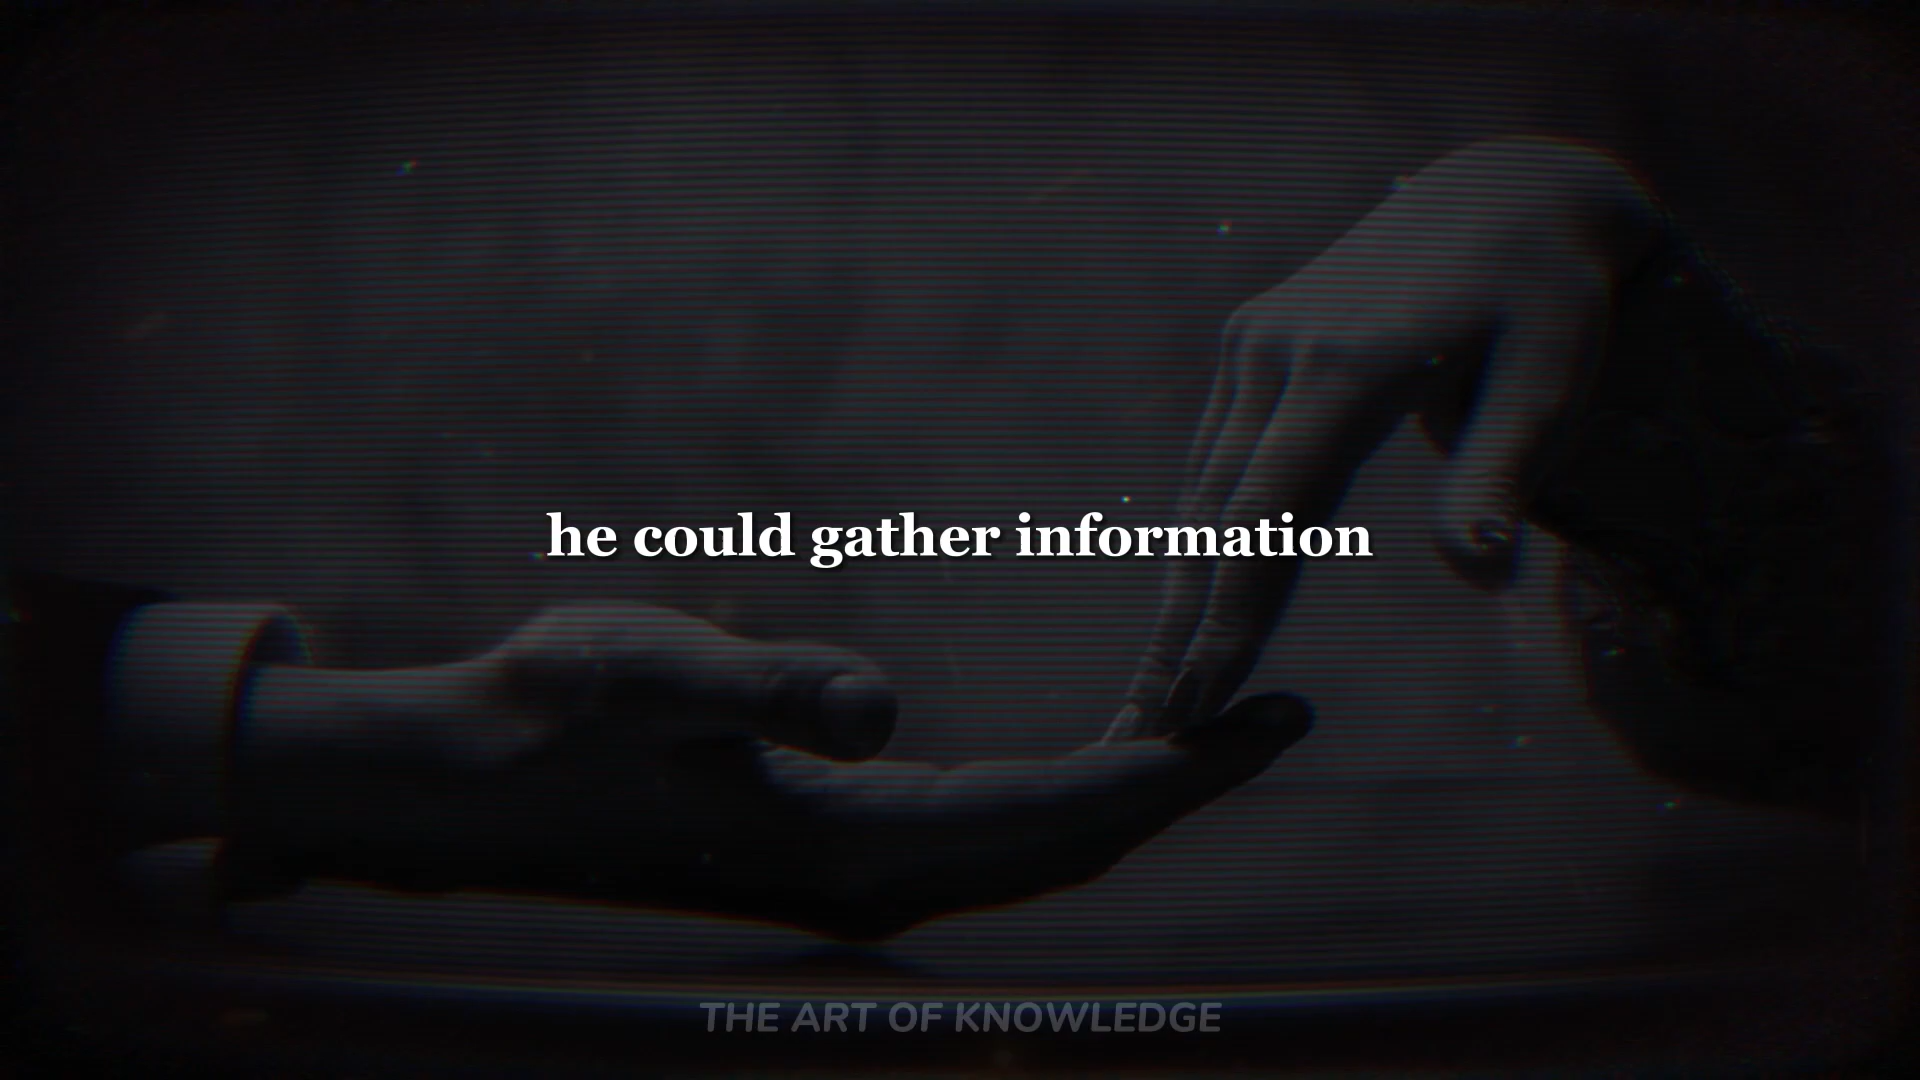 he could gather information
THE ART OF KNOWLEDGE